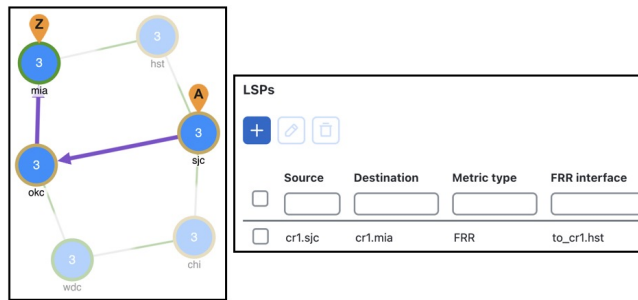 Z
3
mia
3
hst
A
3
sjc
3
okc
3
chi
3
wdc
LSPs
+
Source Destination Metric type FRR interface
cr1.sjc cr1.mia FRR to_cr1.hst